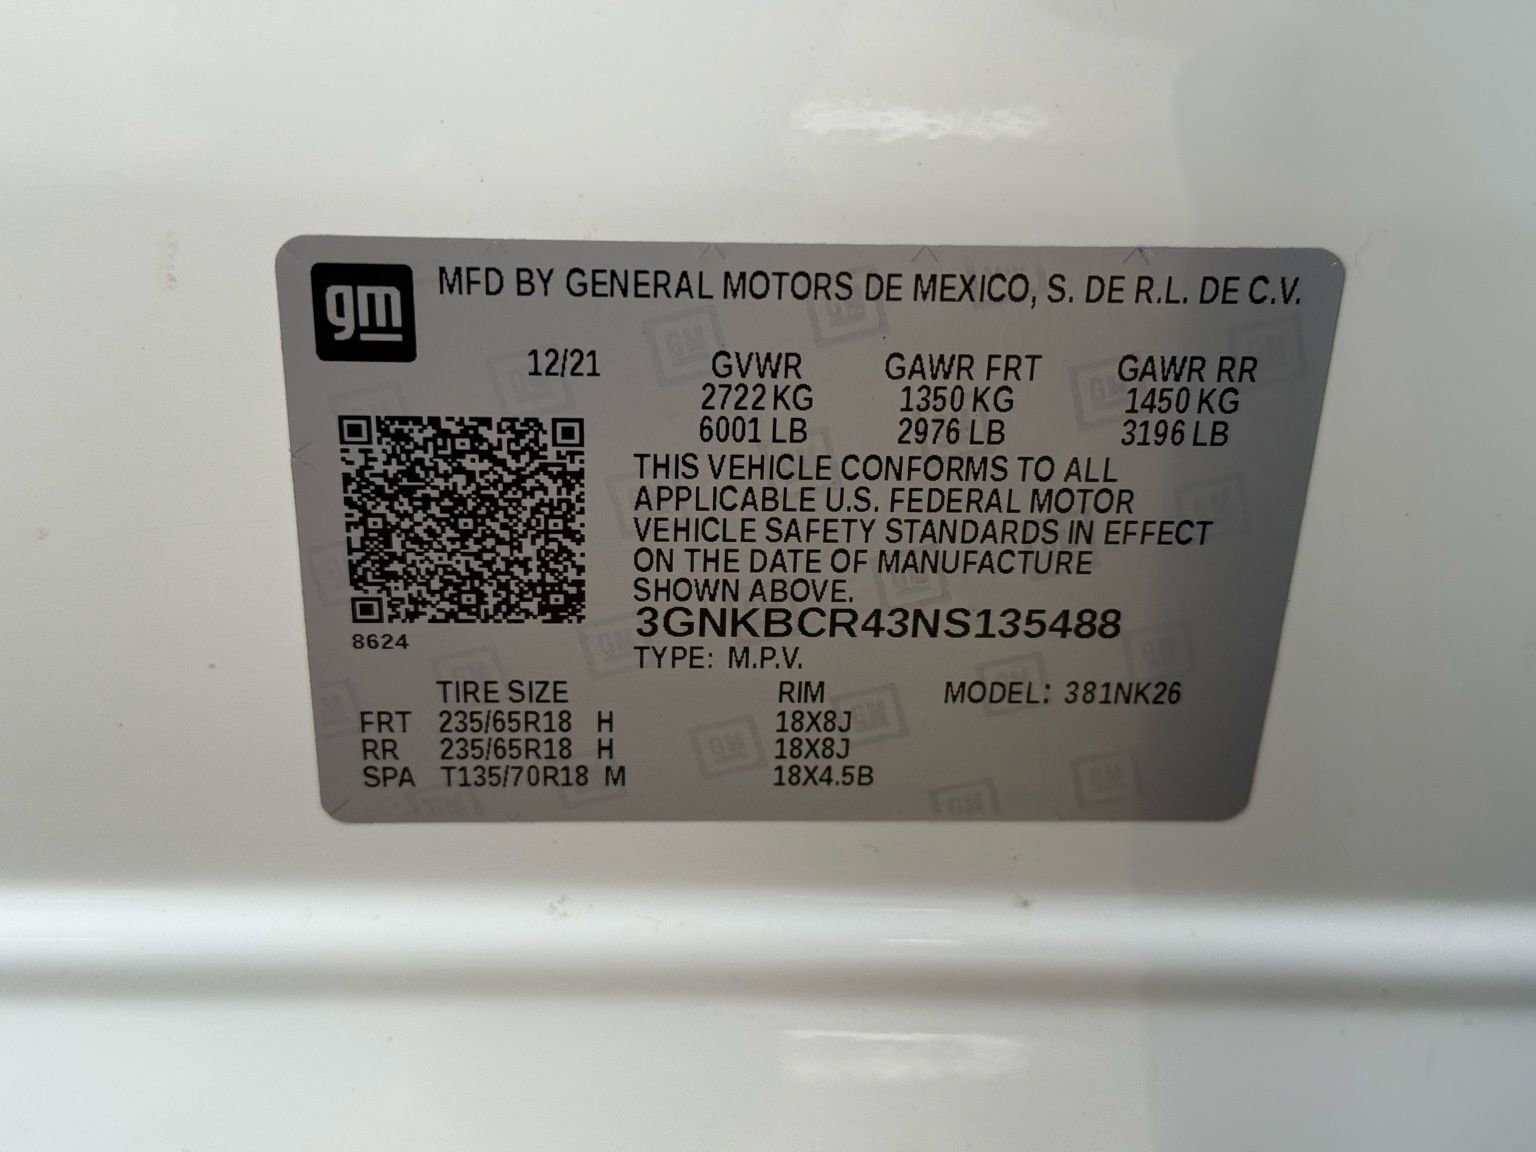 gm
MFD BY GENERAL MOTORS DE MEXICO, S. DE R.L. DE C.V.
12/21 GVWR GAWR FRT GAWR RR
2722 KG 1350 KG 1450 KG
6001 LB 2976 LB 3196 LB
THIS VEHICLE CONFORMS TO ALL
APPLICABLE U.S. FEDERAL MOTOR
VEHICLE SAFETY STANDARDS IN EFFECT
ON THE DATE OF MANUFACTURE
SHOWN ABOVE.
3GNKBCR43NS135488
8624
TYPE: M.P.V.
TIRE SIZE RIM MODEL: 381NK26
FRT 235/65R18 H 18X8J
RR 235/65R18 H 18X8J
SPA T135/70R18 M 18X4.5B